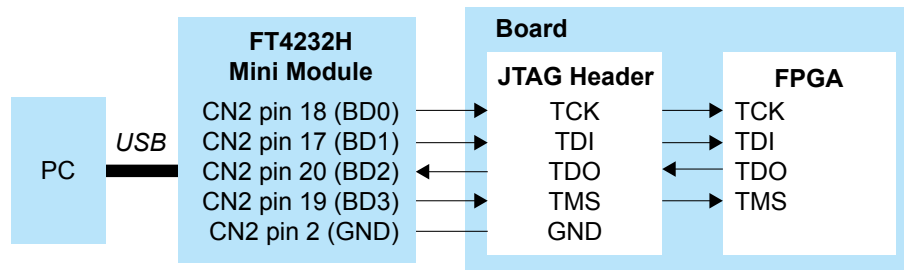 PC
USB
FT4232H
Mini Module
CN2 pin 18 (BD0)
CN2 pin 17 (BD1)
CN2 pin 20 (BD2)
CN2 pin 19 (BD3)
CN2 pin 2 (GND)
Board
JTAG Header
TCK
TDI
TDO
TMS
GND
FPGA
TCK
TDI
TDO
TMS